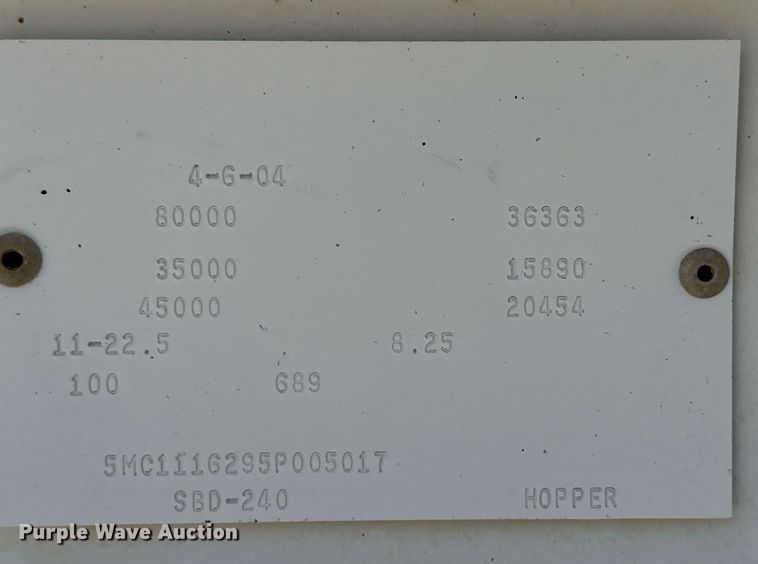 4-6-04
80000 36363
35000 15890
45000 20454
11-22.5 8.25
100 689
5MC111G295P005017
SBD-240 HOPPER
Purple Wave Auction